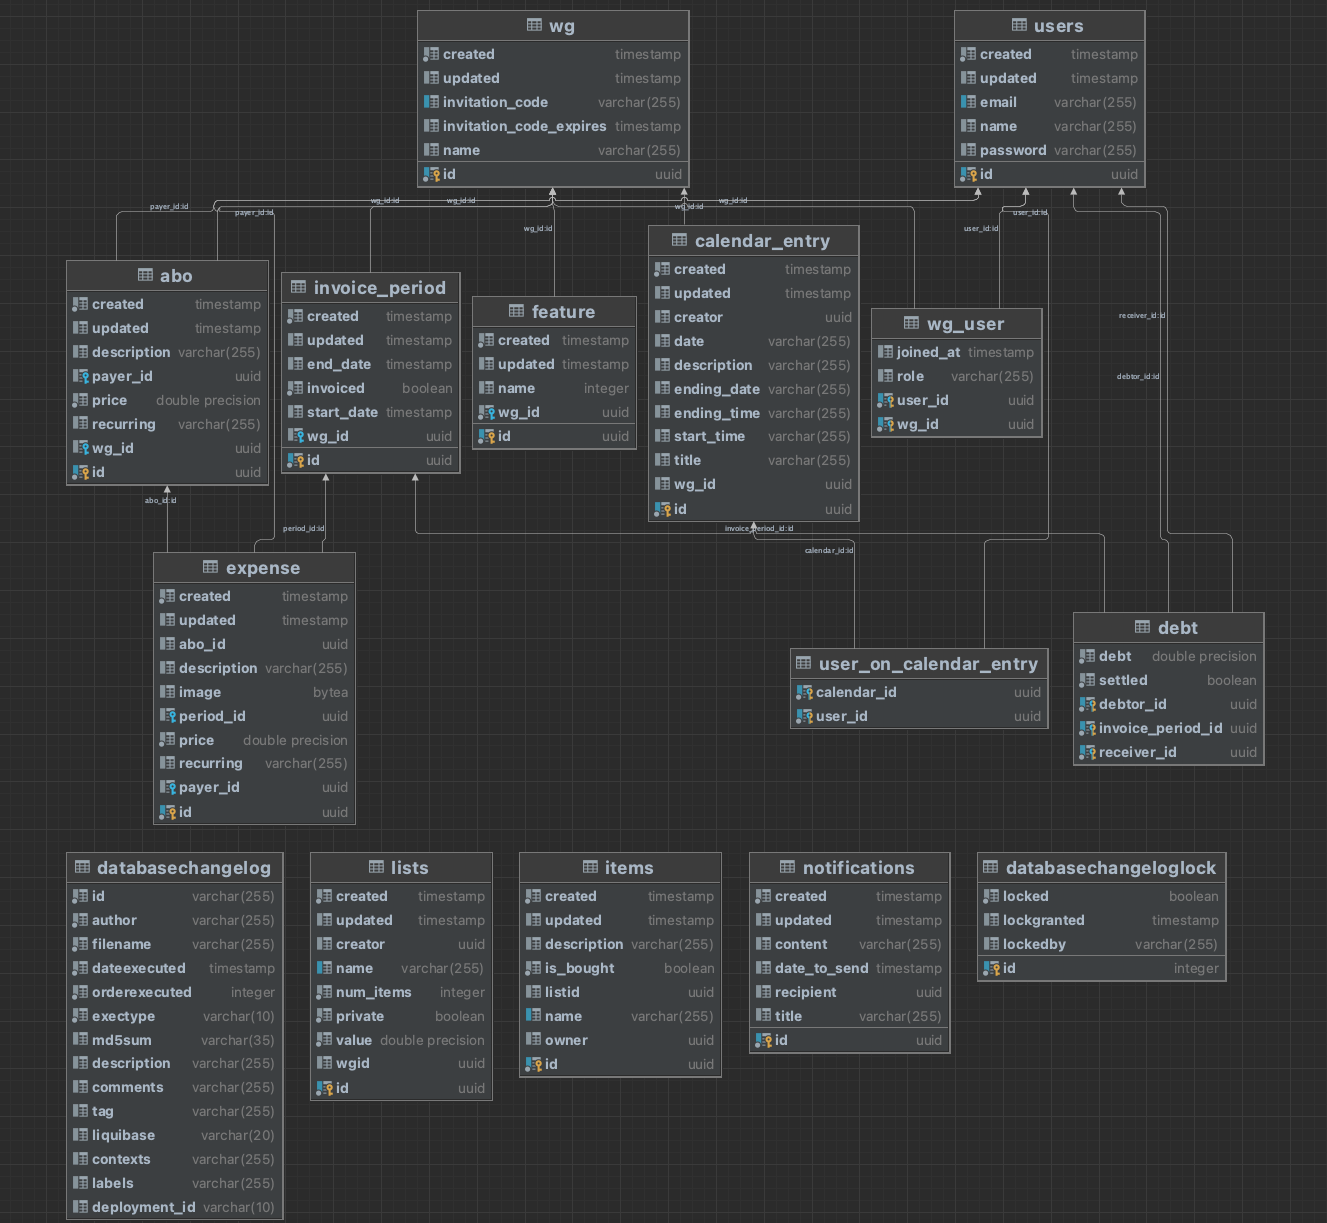 wg
created timestamp
updated timestamp
invitation_code varchar(255)
invitation_code_expires timestamp
name varchar(255)
id uuid
users
created timestamp
updated timestamp
email varchar(255)
name varchar(255)
password varchar(255)
id uuid
payer_id:id
payer_id:id
wg_id:id
wg_id:id
wg_id:id
wg_id:id
wg_id:id
user_id:id
user_id:id
receiver_id:id
debtor_id:id
abo
created timestamp
updated timestamp
description varchar(255)
payer_id uuid
price double precision
recurring varchar(255)
wg_id uuid
id uuid
invoice_period
created timestamp
updated timestamp
end_date timestamp
invoiced boolean
start_date timestamp
wg_id uuid
id uuid
feature
created timestamp
updated timestamp
name integer
wg_id uuid
id uuid
calendar_entry
created timestamp
updated timestamp
creator uuid
date varchar(255)
description varchar(255)
ending_date varchar(255)
ending_time varchar(255)
start_time varchar(255)
title varchar(255)
wg_id uuid
id uuid
wg_user
joined_at timestamp
role varchar(255)
user_id uuid
wg_id uuid
abo_id:id
period_id:id
invoice_period_id:id
calendar_id:id
expense
created timestamp
updated timestamp
abo_id uuid
description varchar(255)
image bytea
period_id uuid
price double precision
recurring varchar(255)
payer_id uuid
id uuid
user_on_calendar_entry
calendar_id uuid
user_id uuid
debt
debt double precision
settled boolean
debtor_id uuid
invoice_period_id uuid
receiver_id uuid
databasechangelog
id varchar(255)
author varchar(255)
filename varchar(255)
dateexecuted timestamp
orderexecuted integer
exectype varchar(10)
md5sum varchar(35)
description varchar(255)
comments varchar(255)
tag varchar(255)
liquibase varchar(20)
contexts varchar(255)
labels varchar(255)
deployment_id varchar(10)
lists
created timestamp
updated timestamp
creator uuid
name varchar(255)
num_items integer
private boolean
value double precision
wgid uuid
id uuid
items
created timestamp
updated timestamp
description varchar(255)
is_bought boolean
listid uuid
name varchar(255)
owner uuid
id uuid
notifications
created timestamp
updated timestamp
content varchar(255)
date_to_send timestamp
recipient uuid
title varchar(255)
id uuid
databasechangeloglock
locked boolean
lockgranted timestamp
lockedby varchar(255)
id integer